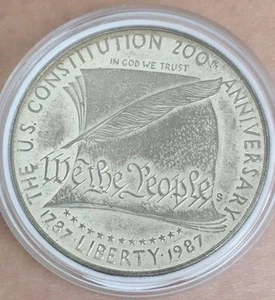 THE U.S. CONSTITUTION 200TH ANNIVERSARY
IN GOD WE TRUST
We the People
S
1787 LIBERTY 1987